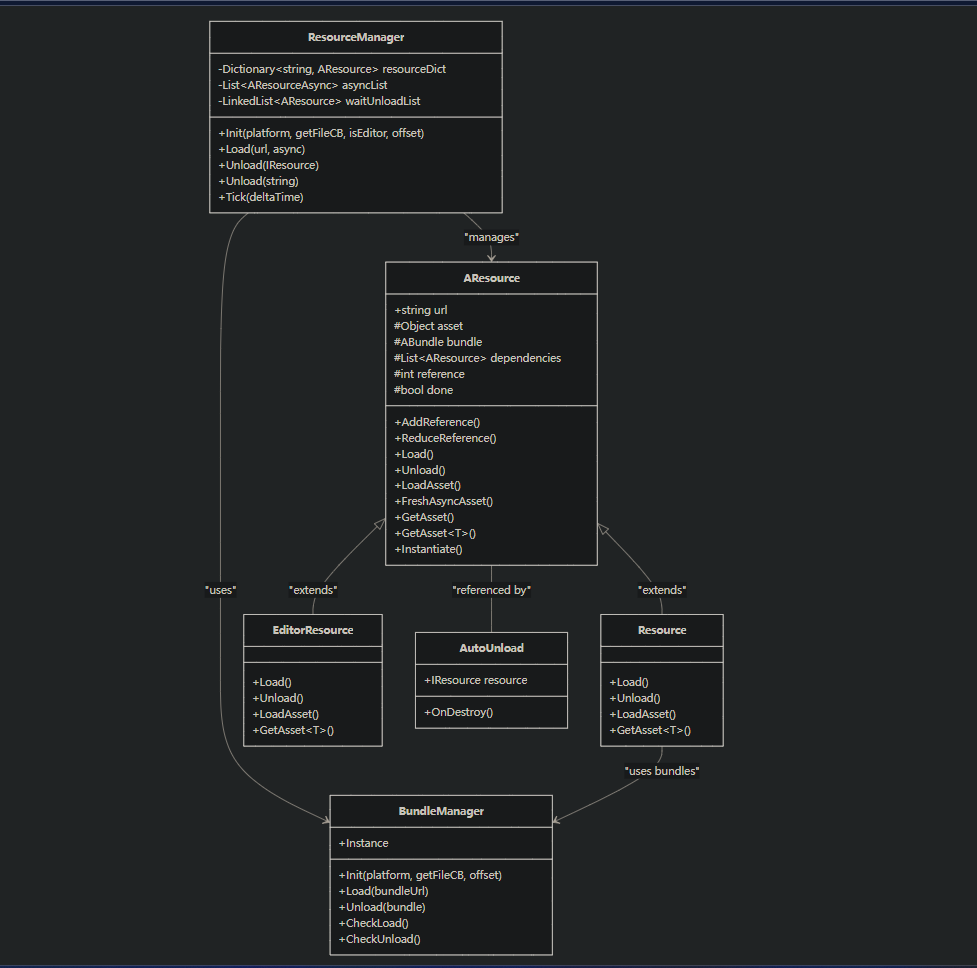 ResourceManager
-Dictionary<string, AResource> resourceDict
-List<AResourceAsync> asyncList
-LinkedList<AResource> waitUnloadList
+Init(platform, getFileCB, isEditor, offset)
+Load(url, async)
+Unload(IResource)
+Unload(string)
+Tick(deltaTime)
"manages"
AResource
+string url
#Object asset
#ABundle bundle
#List<AResource> dependencies
#int reference
#bool done
+AddReference()
+ReduceReference()
+Load()
+Unload()
+LoadAsset()
+FreshAsyncAsset()
+GetAsset()
+GetAsset<T>()
+Instantiate()
"uses"
"extends"
"referenced by"
"extends"
EditorResource
+Load()
+Unload()
+LoadAsset()
+GetAsset<T>()
AutoUnload
+IResource resource
+OnDestroy()
Resource
+Load()
+Unload()
+LoadAsset()
+GetAsset<T>()
"uses bundles"
BundleManager
+Instance
+Init(platform, getFileCB, offset)
+Load(bundleUrl)
+Unload(bundle)
+CheckLoad()
+CheckUnload()